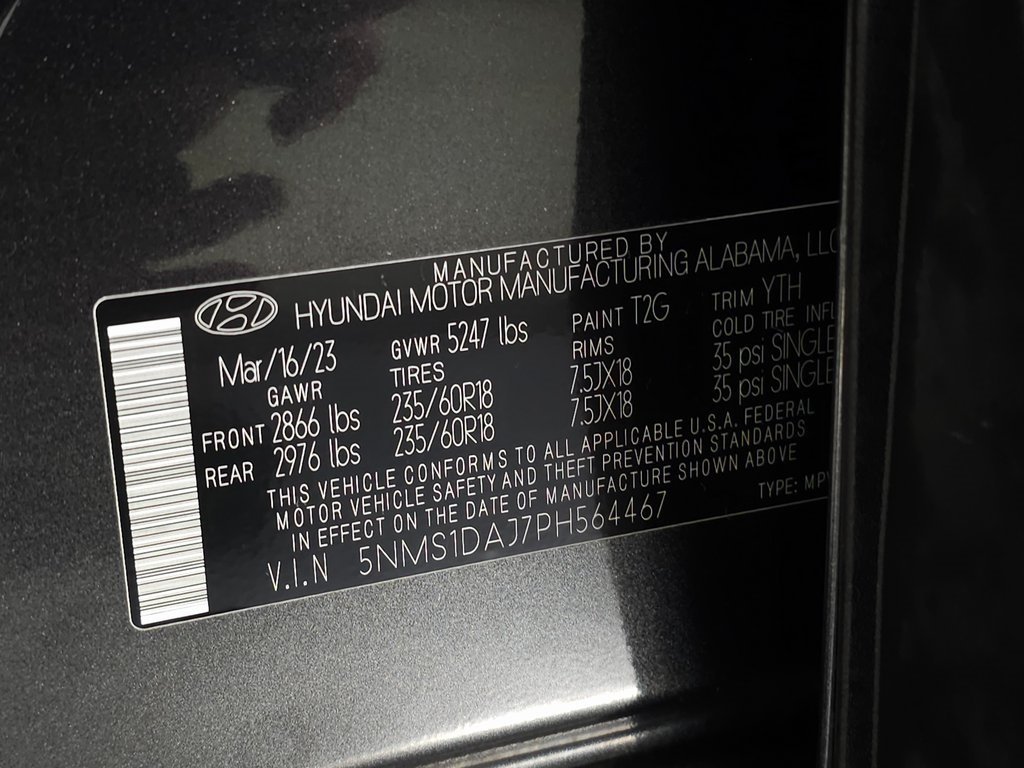 MANUFACTURED BY
HYUNDAI MOTOR MANUFACTURING ALABAMA, LLC
Mar/16/23 GVWR 5247 lbs PAINT T2G TRIM YTH
GAWR TIRES RIMS COLD TIRE INFL
FRONT 2866 lbs 235/60R18 7.5JX18 35 psi SINGLE
REAR 2976 lbs 235/60R18 7.5JX18 35 psi SINGLE
THIS VEHICLE CONFORMS TO ALL APPLICABLE U.S.A. FEDERAL
MOTOR VEHICLE SAFETY AND THEFT PREVENTION STANDARDS
IN EFFECT ON THE DATE OF MANUFACTURE SHOWN ABOVE
V.I.N 5NMS1DAJ7PH564467 TYPE: MPV